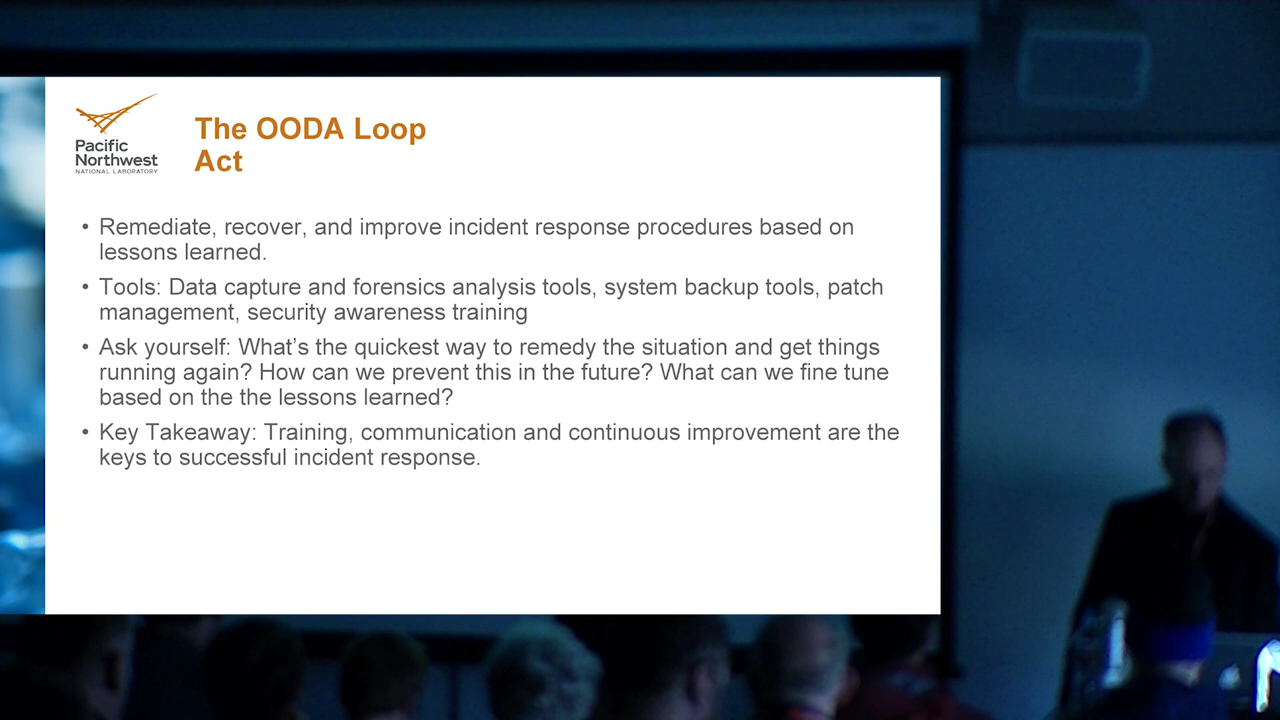 Pacific
Northwest
NATIONAL LABORATORY
The OODA Loop
Act
• Remediate, recover, and improve incident response procedures based on
lessons learned.
• Tools: Data capture and forensics analysis tools, system backup tools, patch
management, security awareness training
• Ask yourself: What’s the quickest way to remedy the situation and get things
running again? How can we prevent this in the future? What can we fine tune
based on the the lessons learned?
• Key Takeaway: Training, communication and continuous improvement are the
keys to successful incident response.